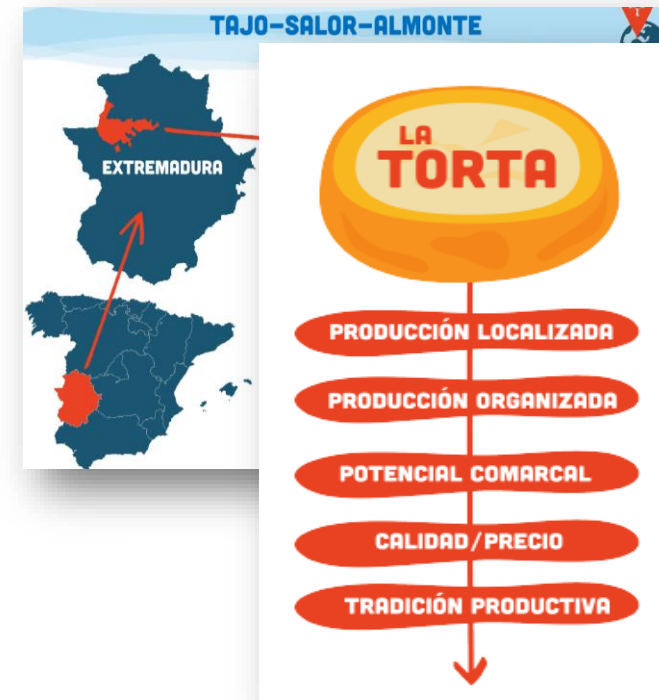 TAJO-SALOR-ALMONTE
EXTREMADURA
LA
TORTA
PRODUCCIÓN LOCALIZADA
PRODUCCIÓN ORGANIZADA
POTENCIAL COMARCAL
CALIDAD/PRECIO
TRADICIÓN PRODUCTIVA